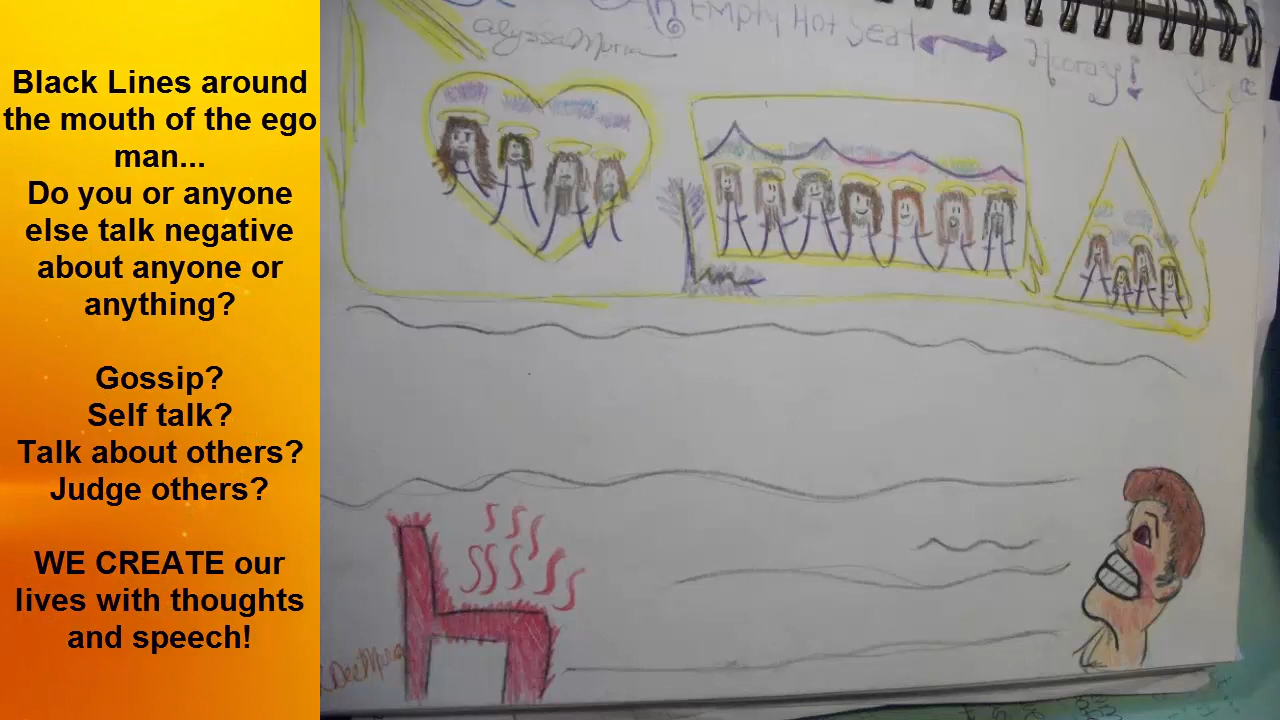 Black Lines around
the mouth of the ego
man...
Do you or anyone
else talk negative
about anyone or
anything?
Gossip?
Self talk?
Talk about others?
Judge others?
WE CREATE our
lives with thoughts
and speech!
An Empty Hot Seat Hooray!